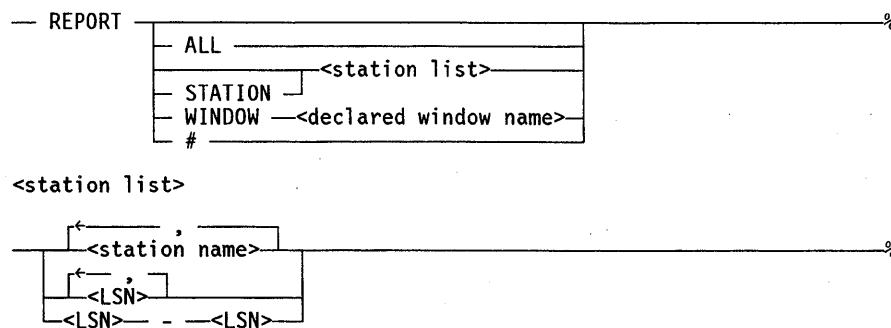 REPORT %
ALL
<station list>
STATION
WINDOW <declared window name>
#
<station list>
,
<station name> %
,
<LSN>
<LSN> - <LSN>